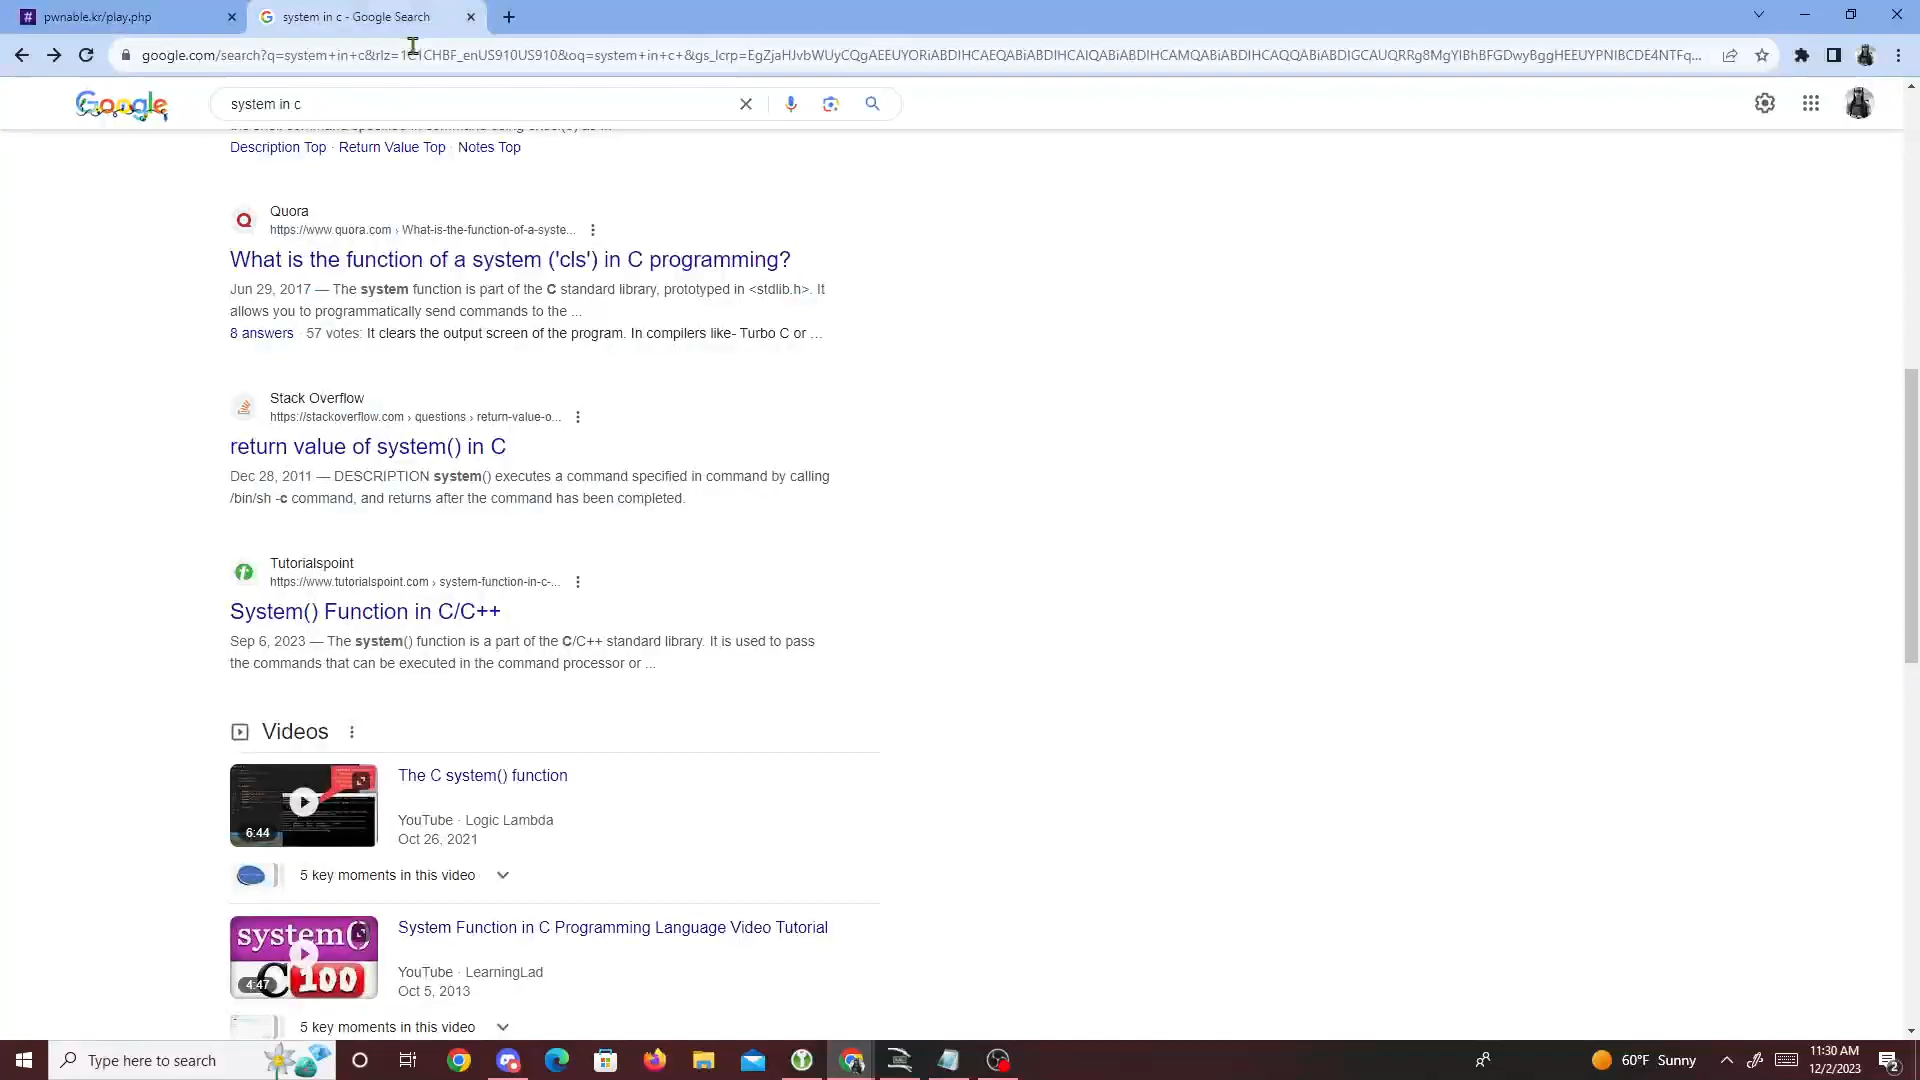 pwnable.kr/play.php
system in c - Google Search
google.com/search?q=system+in+c&rlz=1C1CHBF_enUS910US910&oq=system+in+c+&gs_lcrp=EgZjaHJvbWUyCQgAEEUYORiABDIHCAEQABiABDIHCAIQABiABDIHCAMQABiABDIHCAQQABiABDIGCAUQRRg8MgYIBhBFGDwyBggHEEUYPNIBCDE4NTFq...
Google
system in c
Description Top · Return Value Top · Notes Top
Quora
https://www.quora.com › What-is-the-function-of-a-syste...
What is the function of a system ('cls') in C programming?
Jun 29, 2017 — The system function is part of the C standard library, prototyped in <stdlib.h>. It
allows you to programmatically send commands to the ...
8 answers · 57 votes: It clears the output screen of the program. In compilers like- Turbo C or ...
Stack Overflow
https://stackoverflow.com › questions › return-value-o...
return value of system() in C
Dec 28, 2011 — DESCRIPTION system() executes a command specified in command by calling
/bin/sh -c command, and returns after the command has been completed.
Tutorialspoint
https://www.tutorialspoint.com › system-function-in-c-...
System() Function in C/C++
Sep 6, 2023 — The system() function is a part of the C/C++ standard library. It is used to pass
the commands that can be executed in the command processor or ...
Videos
The C system() function
6:44
YouTube · Logic Lambda
Oct 26, 2021
5 key moments in this video
system()
C 100
4:47
System Function in C Programming Language Video Tutorial
YouTube · LearningLad
Oct 5, 2013
5 key moments in this video
Type here to search
60°F Sunny
11:30 AM
12/2/2023
2